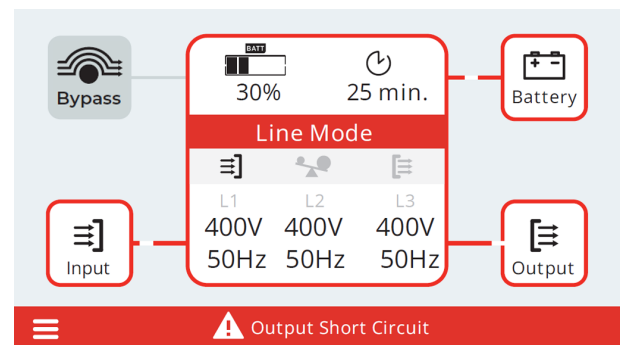 BATT
30% 25 min.
Bypass
Battery
Line Mode
L1 L2 L3
400V 400V 400V
50Hz 50Hz 50Hz
Input
Output
Output Short Circuit